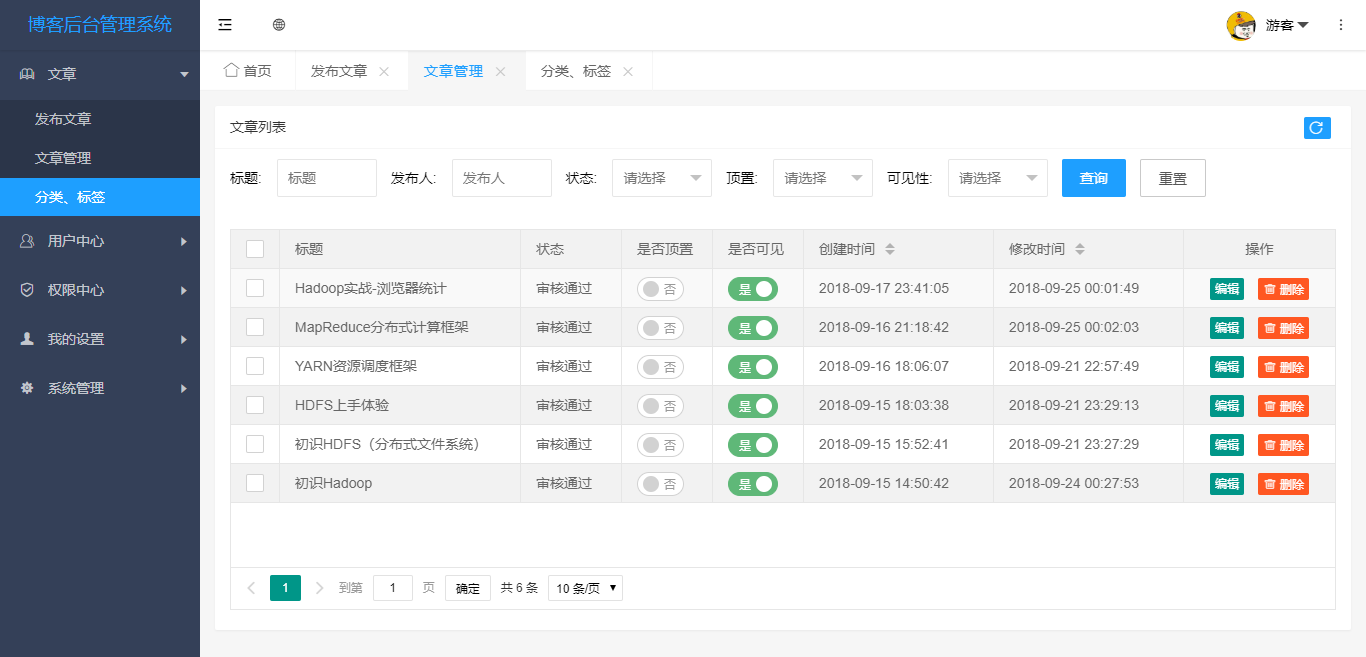 博客后台管理系统
游客
文章
发布文章
文章管理
分类、标签
用户中心
权限中心
我的设置
系统管理
首页 发布文章 文章管理 分类、标签
文章列表
标题: 标题 发布人: 发布人 状态: 请选择 顶置: 请选择 可见性: 请选择 查询 重置
标题 状态 是否顶置 是否可见 创建时间 修改时间 操作
Hadoop实战-浏览器统计 审核通过 否 是 2018-09-17 23:41:05 2018-09-25 00:01:49 编辑 删除
MapReduce分布式计算框架 审核通过 否 是 2018-09-16 21:18:42 2018-09-25 00:02:03 编辑 删除
YARN资源调度框架 审核通过 否 是 2018-09-16 18:06:07 2018-09-21 22:57:49 编辑 删除
HDFS上手体验 审核通过 否 是 2018-09-15 18:03:38 2018-09-21 23:29:13 编辑 删除
初识HDFS（分布式文件系统） 审核通过 否 是 2018-09-15 15:52:41 2018-09-21 23:27:29 编辑 删除
初识Hadoop 审核通过 否 是 2018-09-15 14:50:42 2018-09-24 00:27:53 编辑 删除
1 到第 1 页 确定 共 6 条 10 条/页